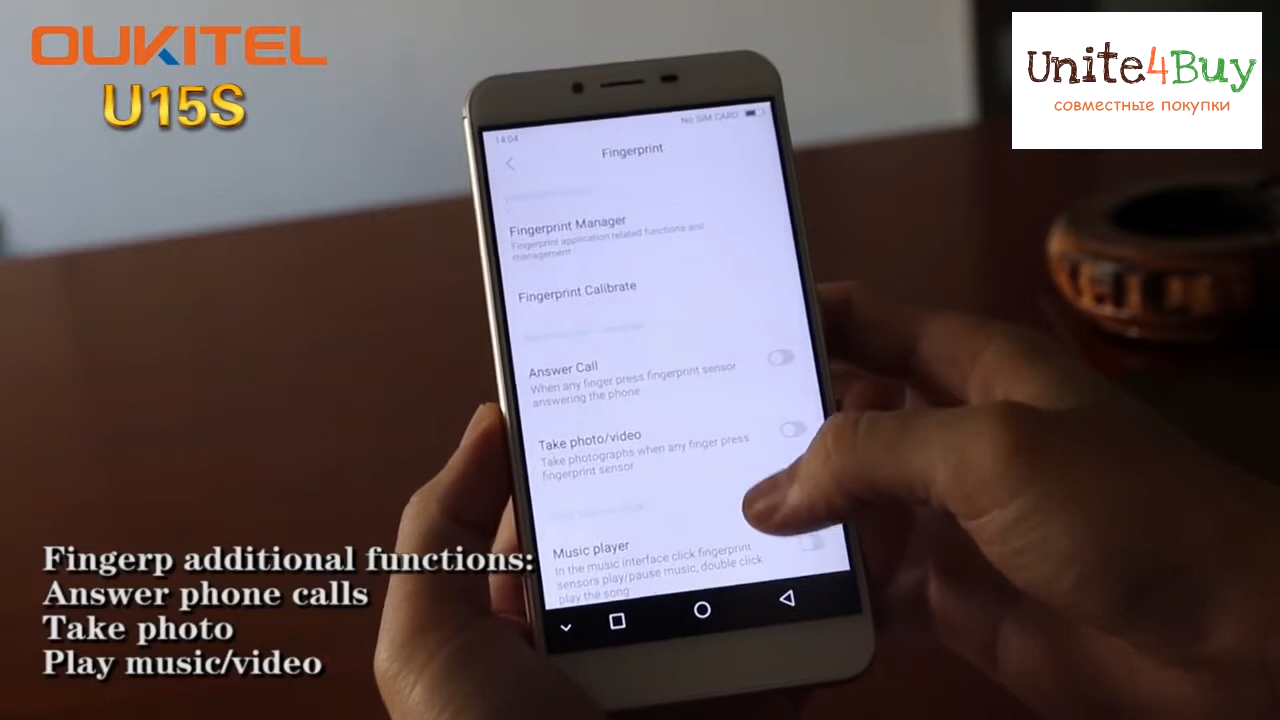 OUKITEL
U15S
Unite4Buy
совместные покупки
14:04
No SIM CARD
Fingerprint
Fingerprint Manager
Fingerprint application related functions and
management
Fingerprint Calibrate
Answer Call
When any finger press fingerprint sensor
answering the phone
Take photo/video
Take photographs when any finger press
fingerprint sensor
Music player
In the music interface click fingerprint
sensors play/pause music, double click
play the song
Fingerp additional functions:
Answer phone calls
Take photo
Play music/video